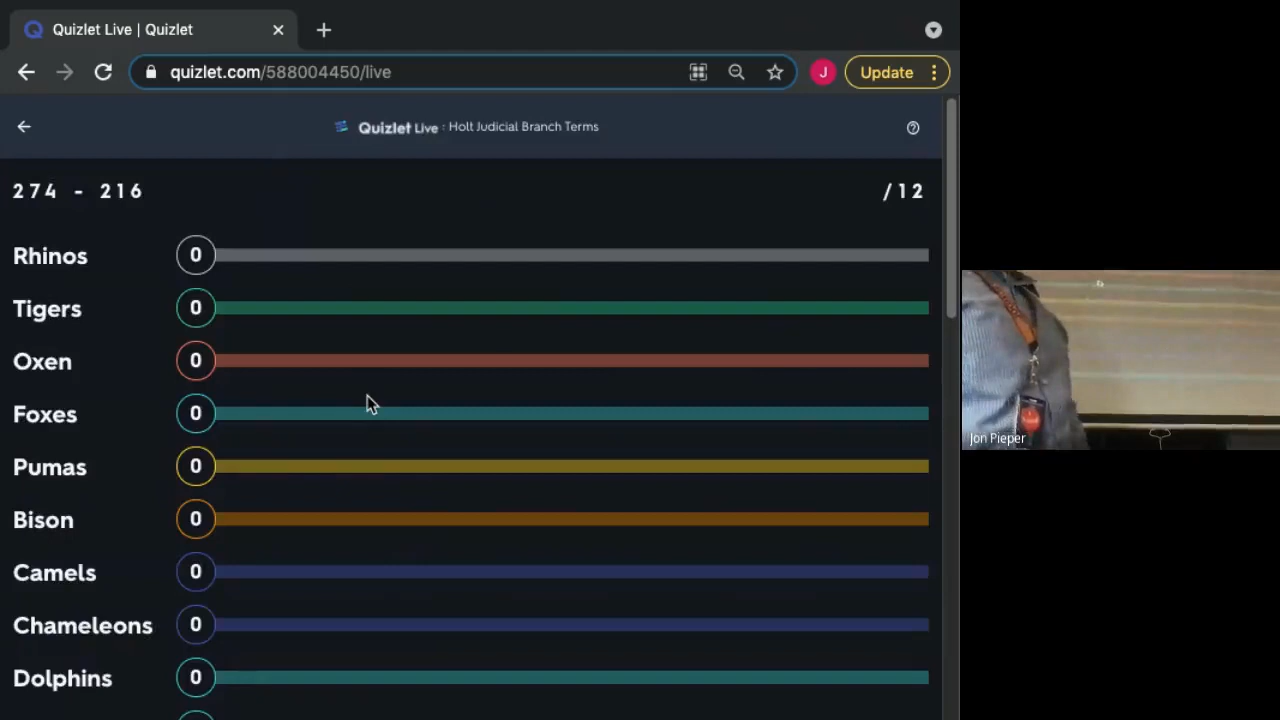 Quizlet Live | Quizlet
quizlet.com/588004450/live
J
Update
Quizlet Live : Holt Judicial Branch Terms
274 - 216
/12
Rhinos 0
Tigers 0
Oxen 0
Foxes 0
Pumas 0
Bison 0
Camels 0
Chameleons 0
Dolphins 0
Jon Pieper